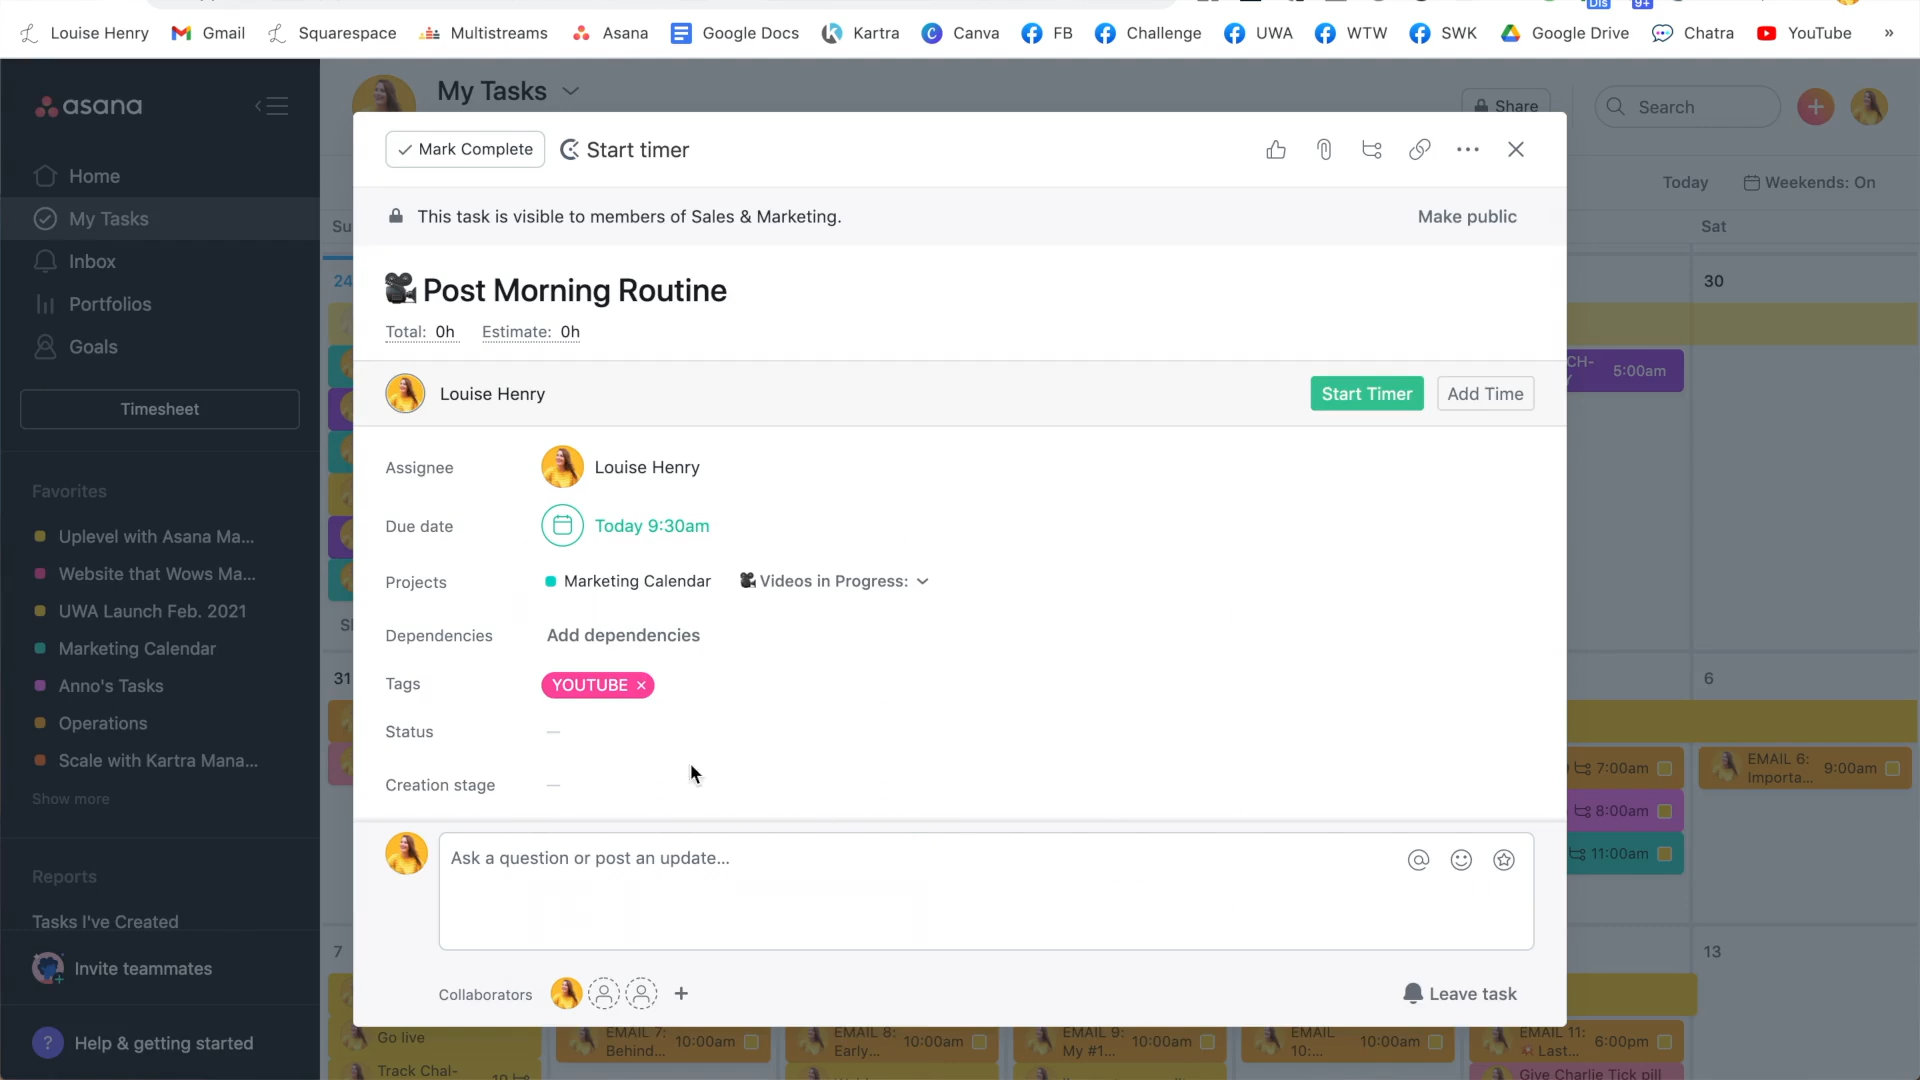 Dis
9+
Louise Henry
Gmail
Squarespace
Multistreams
Asana
Google Docs
Kartra
Canva
FB
Challenge
UWA
WTW
SWK
Google Drive
Chatra
YouTube
»
asana
My Tasks
Share
Search
Mark Complete
Start timer
Home
Today
Weekends: On
My Tasks
This task is visible to members of Sales & Marketing.
Make public
Su
Sat
Inbox
Portfolios
Goals
24
30
Post Morning Routine
Total: 0h
Estimate: 0h
CH-
Y
5:00am
Timesheet
Louise Henry
Start Timer
Add Time
Assignee
Louise Henry
Favorites
Due date
Today 9:30am
Uplevel with Asana Ma...
Website that Wows Ma...
Projects
Marketing Calendar
Videos in Progress:
UWA Launch Feb. 2021
Dependencies
Add dependencies
Marketing Calendar
31
6
Anno's Tasks
Tags
YOUTUBE ×
Operations
Status
—
Scale with Kartra Mana...
Creation stage
—
7:00am
EMAIL 6:
Importa...
9:00am
8:00am
11:00am
Show more
Ask a question or post an update...
Reports
Tasks I've Created
7
13
Invite teammates
Collaborators
Leave task
Go live
EMAIL 7:
Behind...
10:00am
EMAIL 8:
Early...
10:00am
EMAIL 9:
My #1...
10:00am
EMAIL
10:...
10:00am
EMAIL 11:
Last...
6:00pm
? Help & getting started
Track Chal-
Give Charlie Tick pill